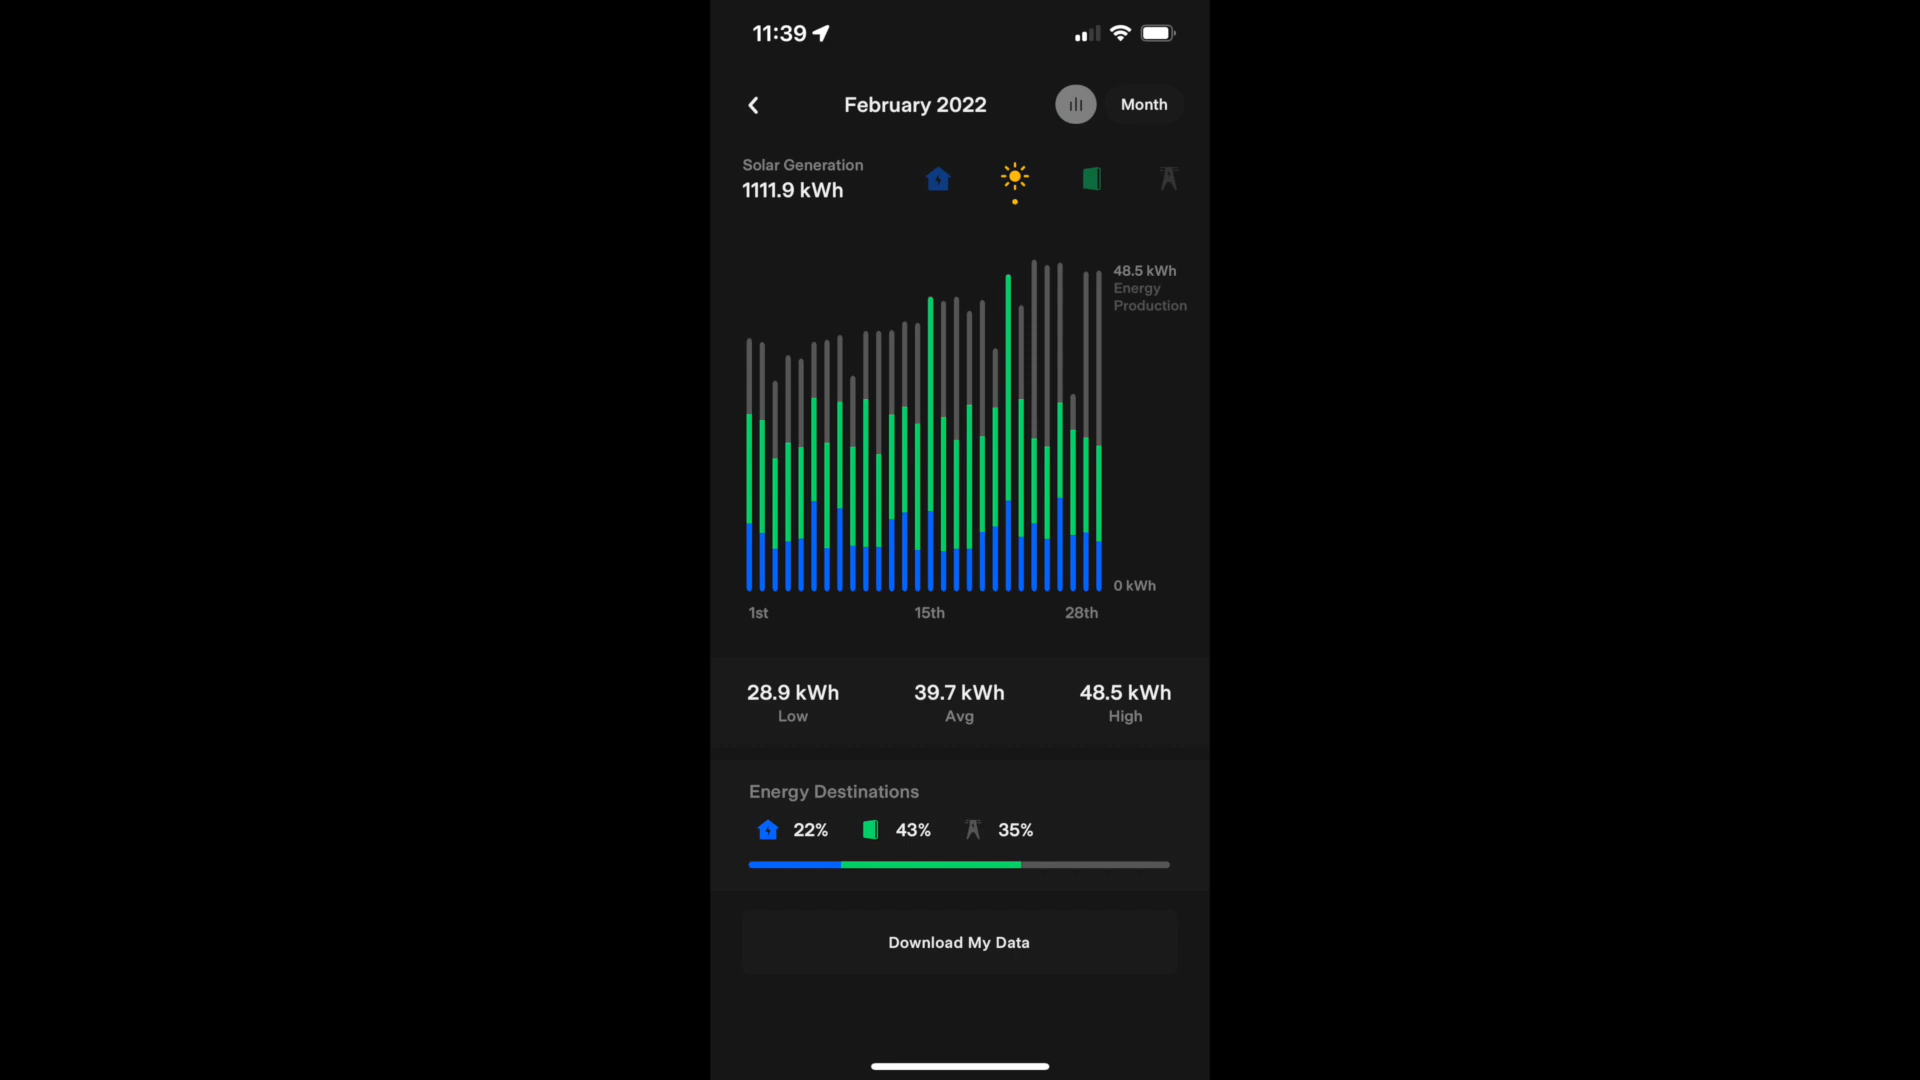 11:39
February 2022
Month
Solar Generation
1111.9 kWh
48.5 kWh
Energy
Production
0 kWh
1st 15th 28th
28.9 kWh 39.7 kWh 48.5 kWh
Low Avg High
Energy Destinations
22% 43% 35%
Download My Data